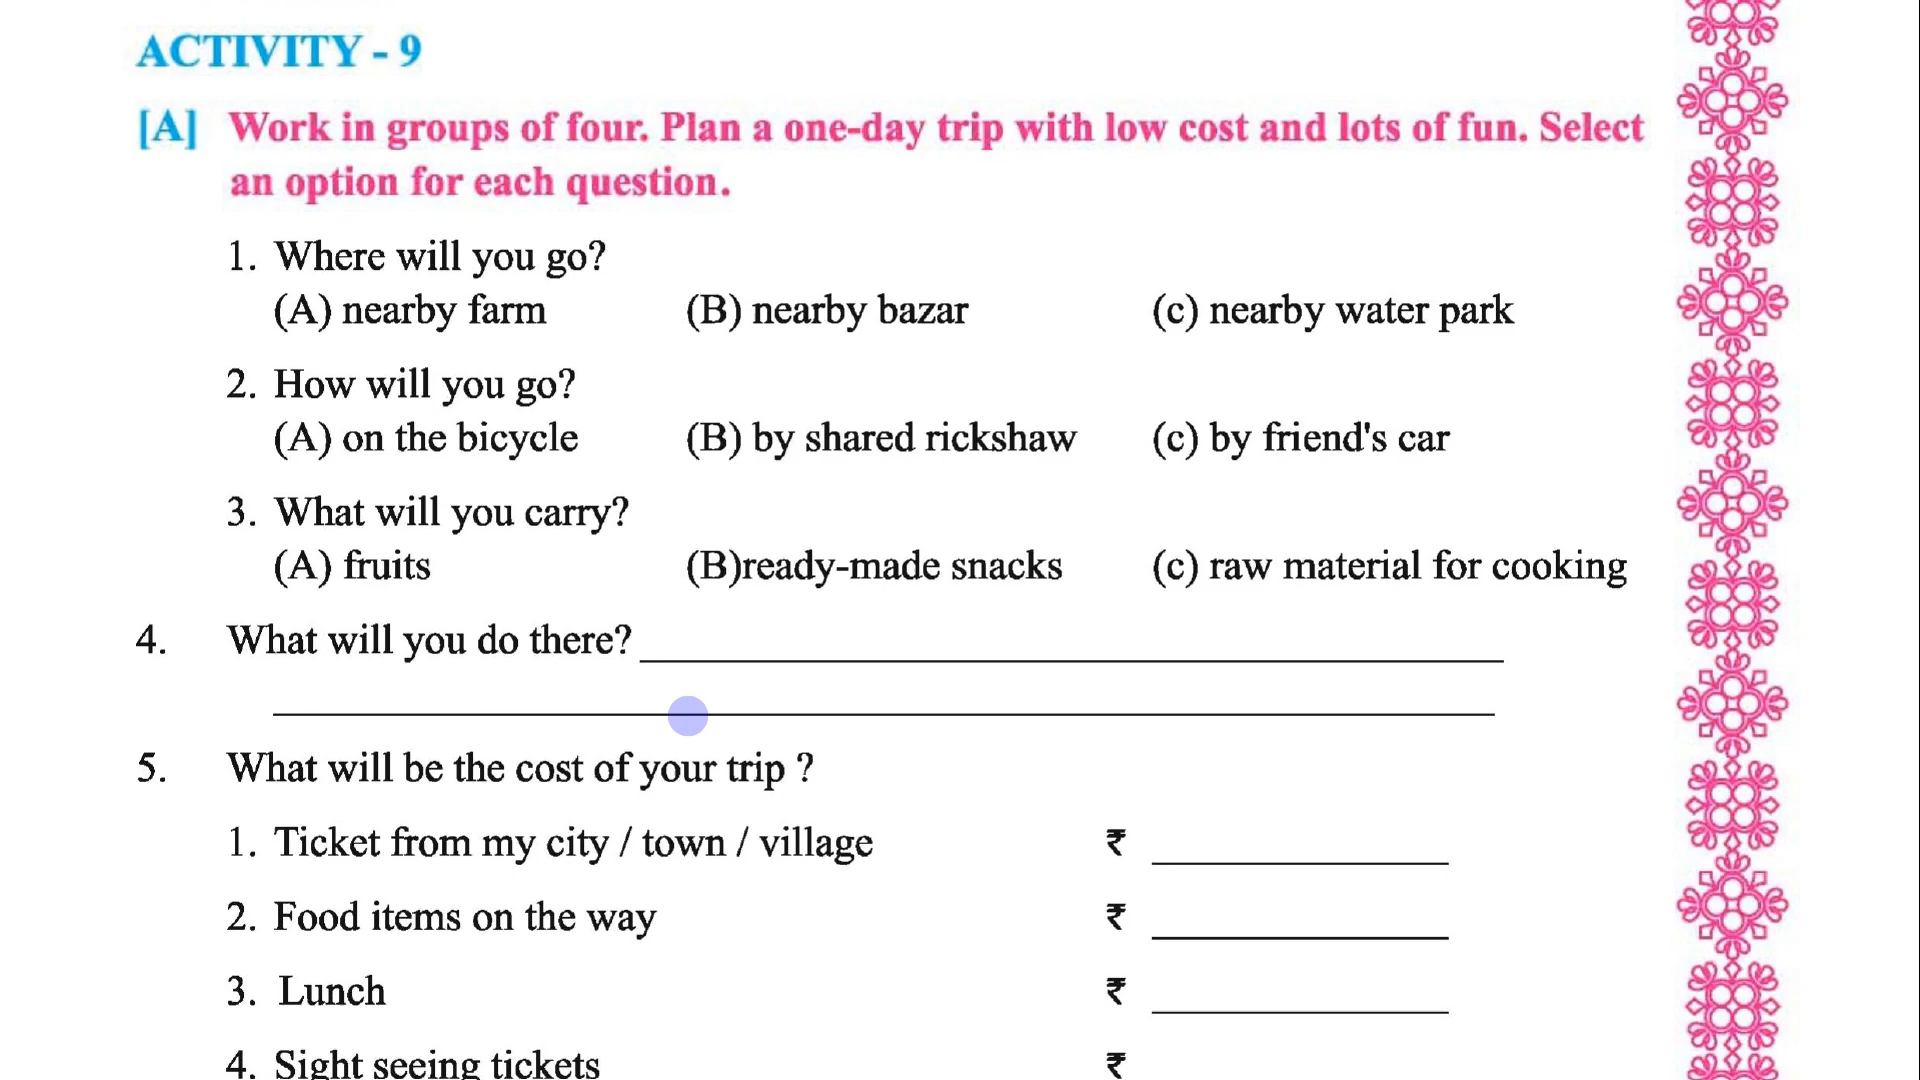 ACTIVITY - 9
[A] Work in groups of four. Plan a one-day trip with low cost and lots of fun. Select
an option for each question.
1. Where will you go?
(A) nearby farm (B) nearby bazar (c) nearby water park
2. How will you go?
(A) on the bicycle (B) by shared rickshaw (c) by friend's car
3. What will you carry?
(A) fruits (B)ready-made snacks (c) raw material for cooking
4. What will you do there?
5. What will be the cost of your trip ?
1. Ticket from my city / town / village ₹
2. Food items on the way ₹
3. Lunch ₹
4. Sight seeing tickets ₹